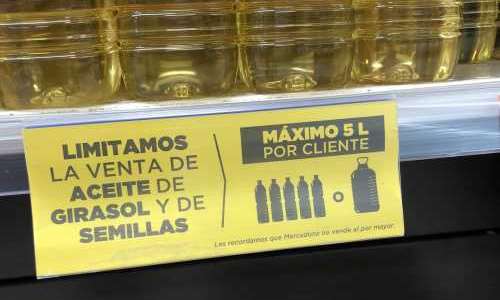 LIMITAMOS
LA VENTA DE
ACEITE DE
GIRASOL Y DE
SEMILLAS
MÁXIMO 5 L
POR CLIENTE
o
Les recordamos que Mercadona no vende al por mayor.